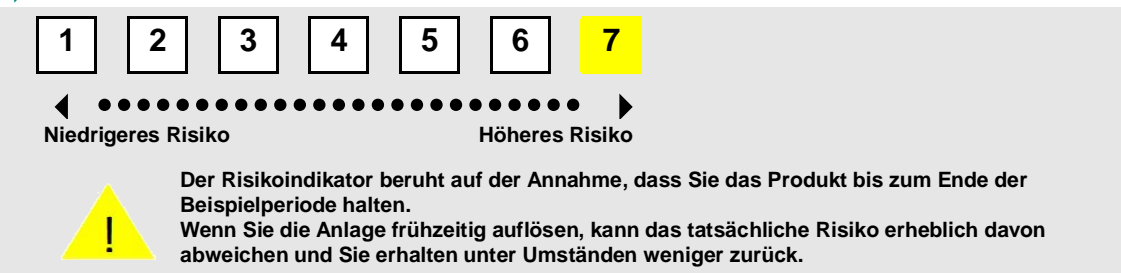 1 2 3 4 5 6 7
Niedrigeres Risiko Höheres Risiko
Der Risikoindikator beruht auf der Annahme, dass Sie das Produkt bis zum Ende der
Beispielperiode halten.
! Wenn Sie die Anlage frühzeitig auflösen, kann das tatsächliche Risiko erheblich davon
abweichen und Sie erhalten unter Umständen weniger zurück.